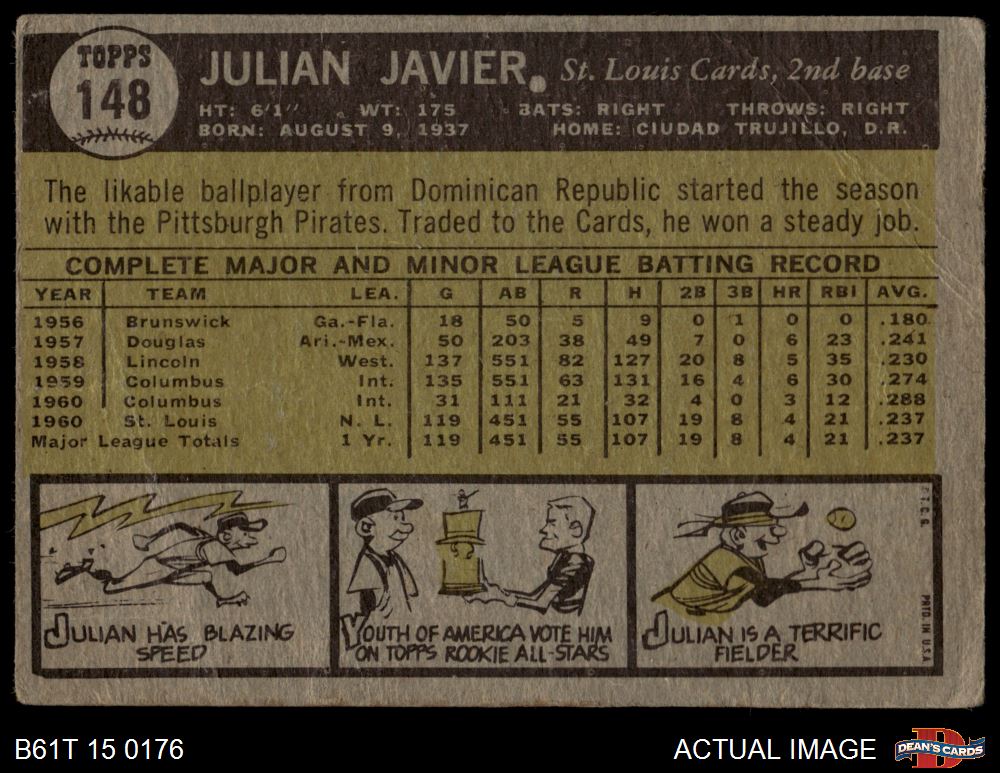 TOPPS
148
JULIAN JAVIER. St. Louis Cards, 2nd base
HT: 6'1" WT: 175 BATS: RIGHT THROWS: RIGHT
BORN: AUGUST 9, 1937 HOME: CIUDAD TRUJILLO, D.R.
The likable ballplayer from Dominican Republic started the season
with the Pittsburgh Pirates. Traded to the Cards, he won a steady job.
COMPLETE MAJOR AND MINOR LEAGUE BATTING RECORD
YEAR TEAM LEA. G AB R H 2B 3B HR RBI AVG.
1956 Brunswick Ga.-Fla. 18 50 5 9 0 1 0 0 .180
1957 Douglas Ari.-Mex. 50 203 38 49 7 0 6 23 .241
1958 Lincoln West. 137 551 82 127 20 8 5 35 .230
1959 Columbus Int. 135 551 63 131 16 4 6 30 .274
1960 Columbus Int. 31 111 21 32 4 0 3 12 .288
1960 St. Louis N. L. 119 451 55 107 19 8 4 21 .237
Major League Totals 1 Yr. 119 451 55 107 19 8 4 21 .237
JULIAN HAS BLAZING
SPEED
YOUTH OF AMERICA VOTE HIM
ON TOPPS ROOKIE ALL-STARS
JULIAN IS A TERRIFIC
FIELDER
© T.C.G.
PRTD. IN U.S.A.
B61T 15 0176
ACTUAL IMAGE
D
DEAN'S CARDS